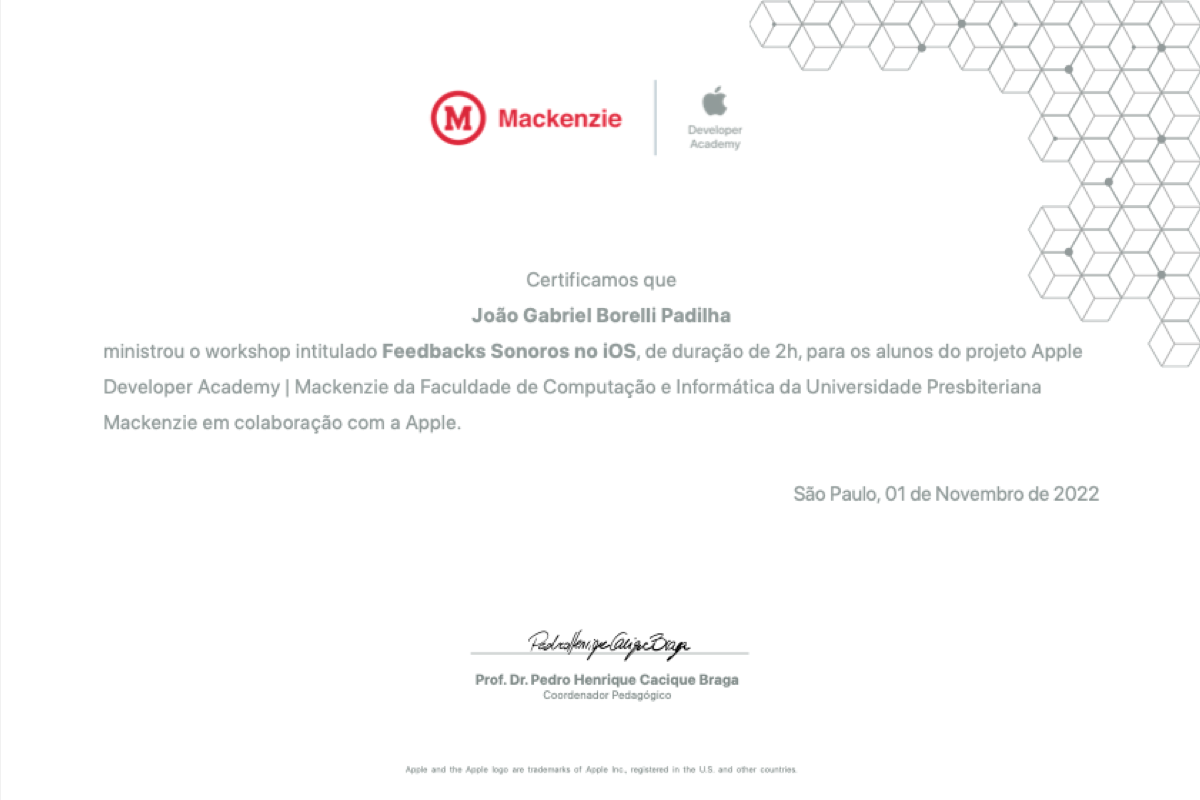 M Mackenzie
Developer
Academy
Certificamos que
João Gabriel Borelli Padilha
ministrou o workshop intitulado Feedbacks Sonoros no iOS, de duração de 2h, para os alunos do projeto Apple
Developer Academy | Mackenzie da Faculdade de Computação e Informática da Universidade Presbiteriana
Mackenzie em colaboração com a Apple.
São Paulo, 01 de Novembro de 2022
Pedro Henrique Cacique Braga
Prof. Dr. Pedro Henrique Cacique Braga
Coordenador Pedagógico
Apple and the Apple logo are trademarks of Apple Inc., registered in the U.S. and other countries.